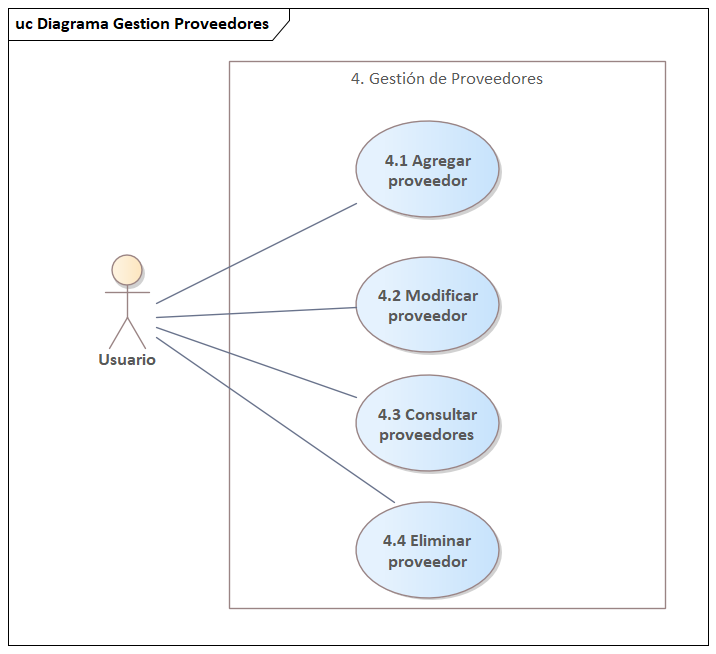 uc Diagrama Gestion Proveedores
4. Gestión de Proveedores
4.1 Agregar
proveedor
4.2 Modificar
proveedor
Usuario
4.3 Consultar
proveedores
4.4 Eliminar
proveedor